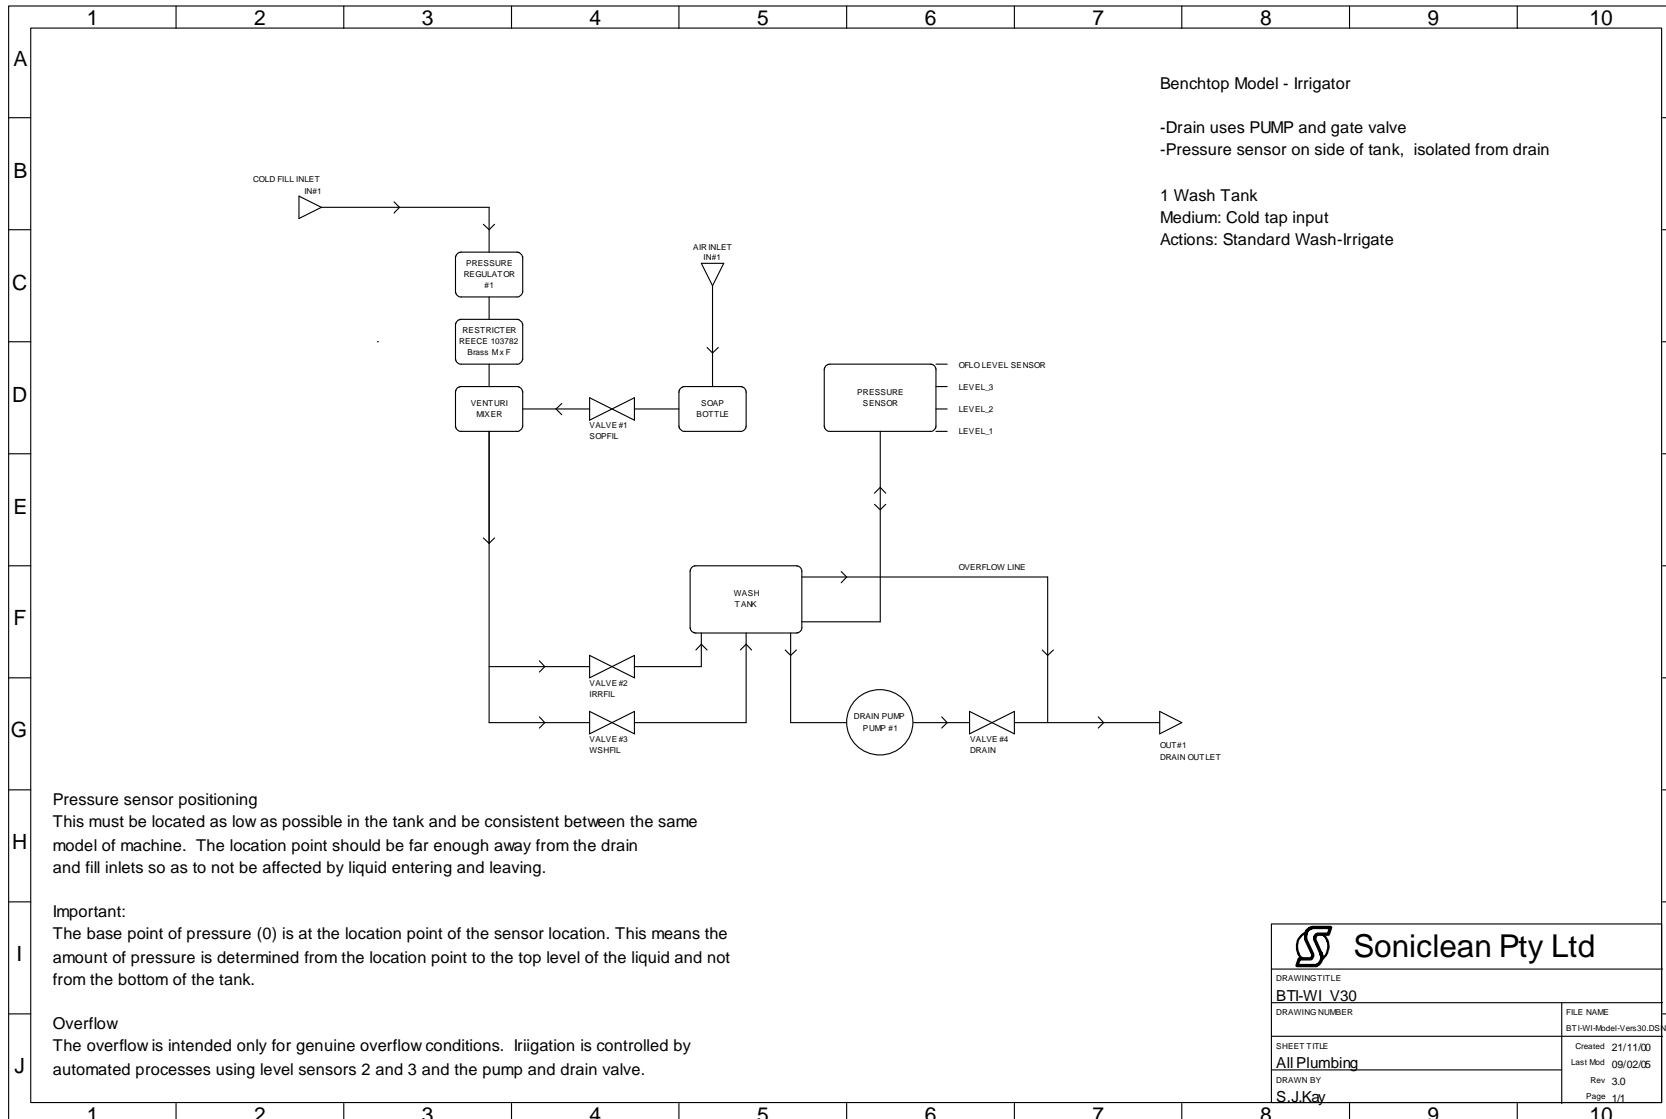 1 2 3 4 5 6 7 8 9 10
A
B
C
D
E
F
G
H
I
J
Benchtop Model - Irrigator
-Drain uses PUMP and gate valve
-Pressure sensor on side of tank, isolated from drain
1 Wash Tank
Medium: Cold tap input
Actions: Standard Wash-Irrigate
COLD FILL INLET
IN#1
PRESSURE
REGULATOR
#1
RESTRICTER
REECE 103782
Brass M x F
VENTURI
MIXER
AIR INLET
IN#1
VALVE #1
SOPFIL
SOAP
BOTTLE
PRESSURE
SENSOR
OFLO LEVEL SENSOR
LEVEL_3
LEVEL_2
LEVEL_1
WASH
TANK
OVERFLOW LINE
VALVE #2
IRRFIL
VALVE #3
WSHFIL
DRAIN PUMP
PUMP #1
VALVE #4
DRAIN
OUT#1
DRAIN OUTLET
Pressure sensor positioning
This must be located as low as possible in the tank and be consistent between the same
model of machine. The location point should be far enough away from the drain
and fill inlets so as to not be affected by liquid entering and leaving.
Important:
The base point of pressure (0) is at the location point of the sensor location. This means the
amount of pressure is determined from the location point to the top level of the liquid and not
from the bottom of the tank.
Overflow
The overflow is intended only for genuine overflow conditions. Iriigation is controlled by
automated processes using level sensors 2 and 3 and the pump and drain valve.
Soniclean Pty Ltd
DRAWING TITLE
BTI-WI V30
DRAWING NUMBER
FILE NAME
BTI-WI-Model-Vers30.DSN
SHEET TITLE
All Plumbing
DRAWN BY
S.J.Kay
Created 21/11/00
Last Mod 09/02/05
Rev 3.0
Page 1/1
1 2 3 4 5 6 7 8 9 10